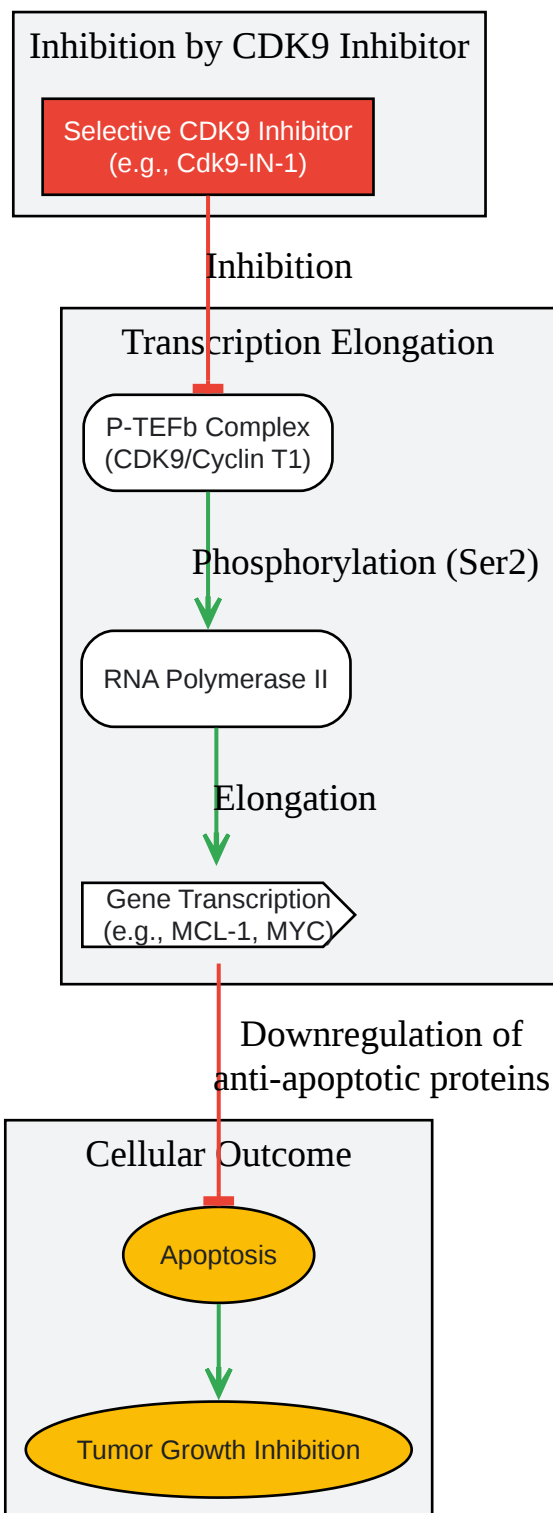 Inhibition by CDK9 Inhibitor
Selective CDK9 Inhibitor
(e.g., Cdk9-IN-1)
Inhibition
Transcription Elongation
P-TEFb Complex
(CDK9/Cyclin T1)
Phosphorylation (Ser2)
RNA Polymerase II
Elongation
Gene Transcription
(e.g., MCL-1, MYC)
Downregulation of
anti-apoptotic proteins
Cellular Outcome
Apoptosis
Tumor Growth Inhibition